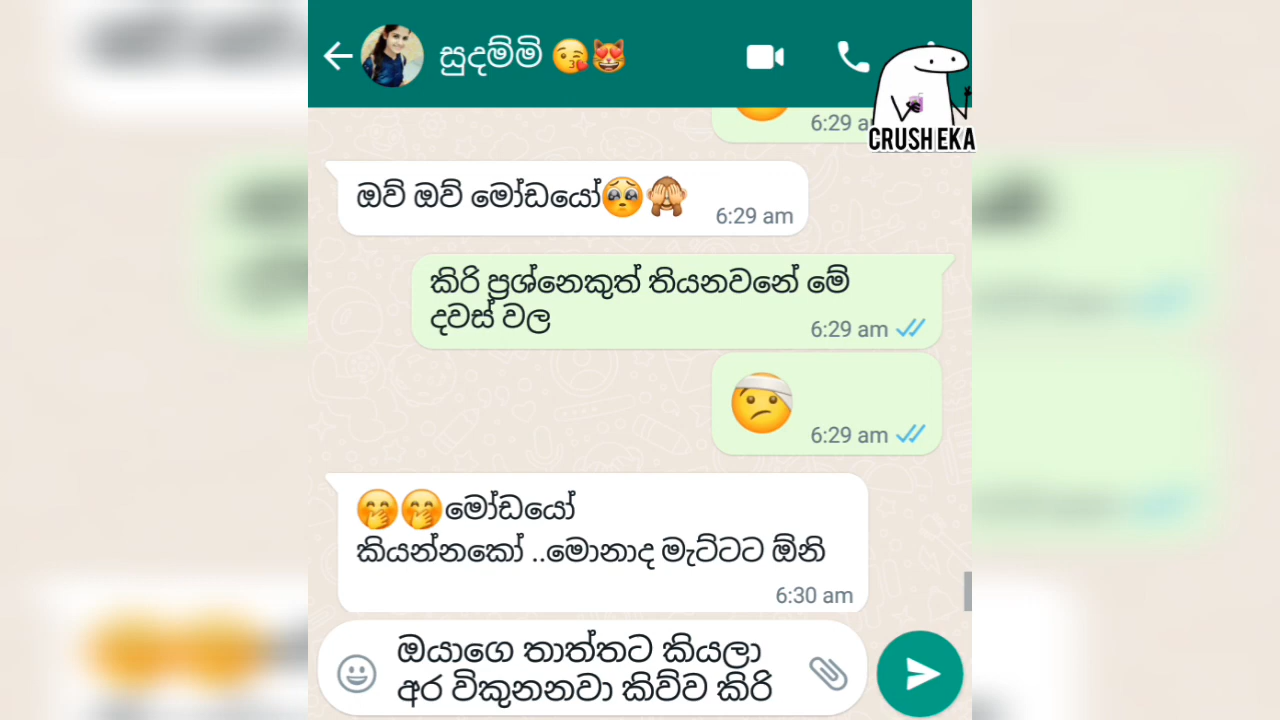 සුදම්මි 😘😻
CRUSH EKA
6:29 am
ඔව් ඔව් මෝඩයෝ🥺🙈
6:29 am
කිරි ප්‍රශ්නෙකුත් තියනවනේ මේ
දවස් වල
6:29 am
🤕
6:29 am
🤭🤭මෝඩයෝ
කියන්නකෝ ..මොනාද මැට්ටට ඕනි
6:30 am
ඔයාගෙ තාත්තට කියලා
අර විකුනනවා කිව්ව කිරි